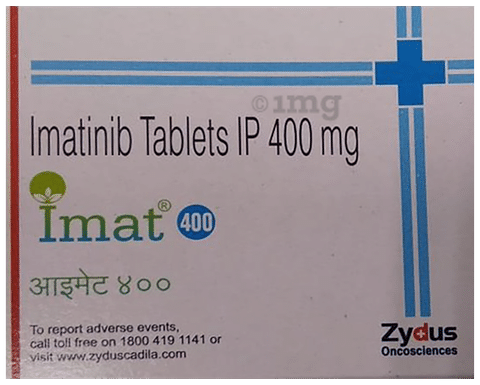 ©1mg
Imatinib Tablets IP 400 mg
Imat® 400
आइमेट ४००
To report adverse events,
call toll free on 1800 419 1141 or
visit www.zyduscadila.com
Zydus
Oncosciences